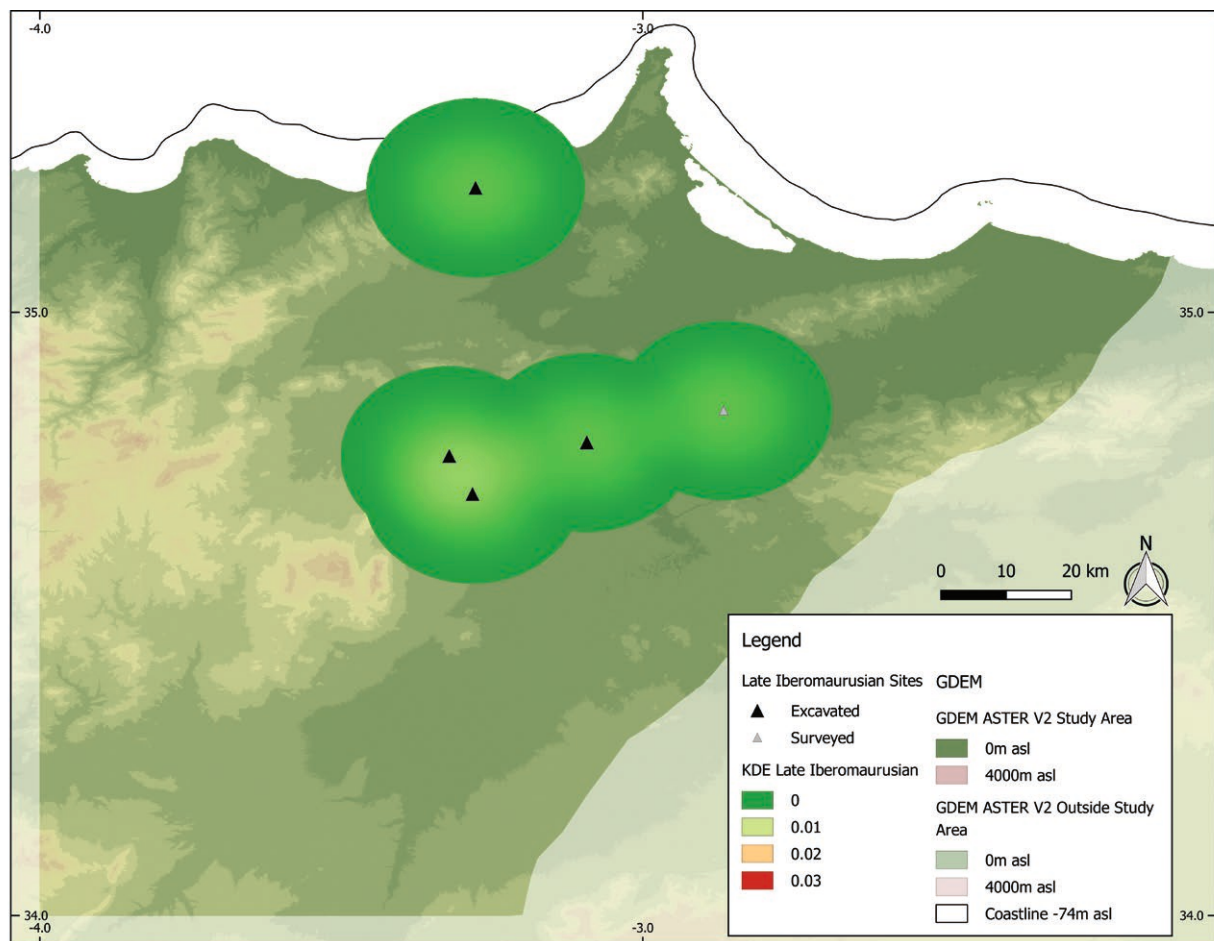 -4.0
-3.0
35.0
35.0
N
0 10 20 km
Legend
Late Iberomaurusian Sites
Excavated
Surveyed
KDE Late Iberomaurusian
0
0.01
0.02
0.03
GDEM
GDEM ASTER V2 Study Area
0m asl
4000m asl
GDEM ASTER V2 Outside Study
Area
0m asl
4000m asl
Coastline -74m asl
34.0
34.0
-4.0
-3.0